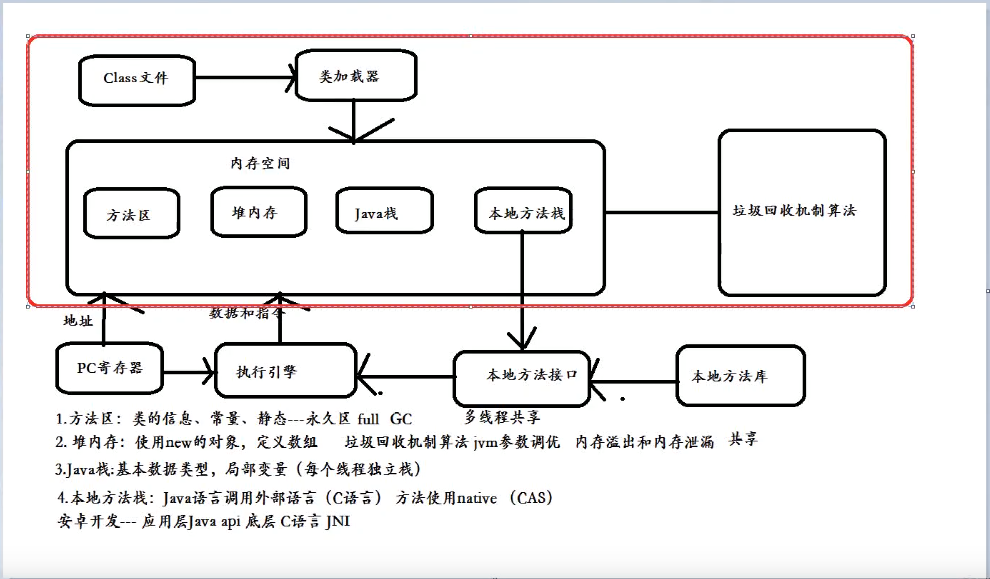 Class文件
类加载器
内存空间
方法区
堆内存
Java栈
本地方法栈
垃圾回收机制算法
地址
数据和指令
PC寄存器
执行引擎
本地方法接口
本地方法库
多线程共享
1.方法区：类的信息、常量、静态---永久区 full GC
2. 堆内存：使用new的对象，定义数组 垃圾回收机制算法 jvm参数调优 内存溢出和内存泄漏 共享
3.Java栈:基本数据类型，局部变量（每个线程独立栈）
4.本地方法栈：Java语言调用外部语言（C语言） 方法使用native （CAS）
安卓开发--- 应用层Java api 底层 C语言 JNI